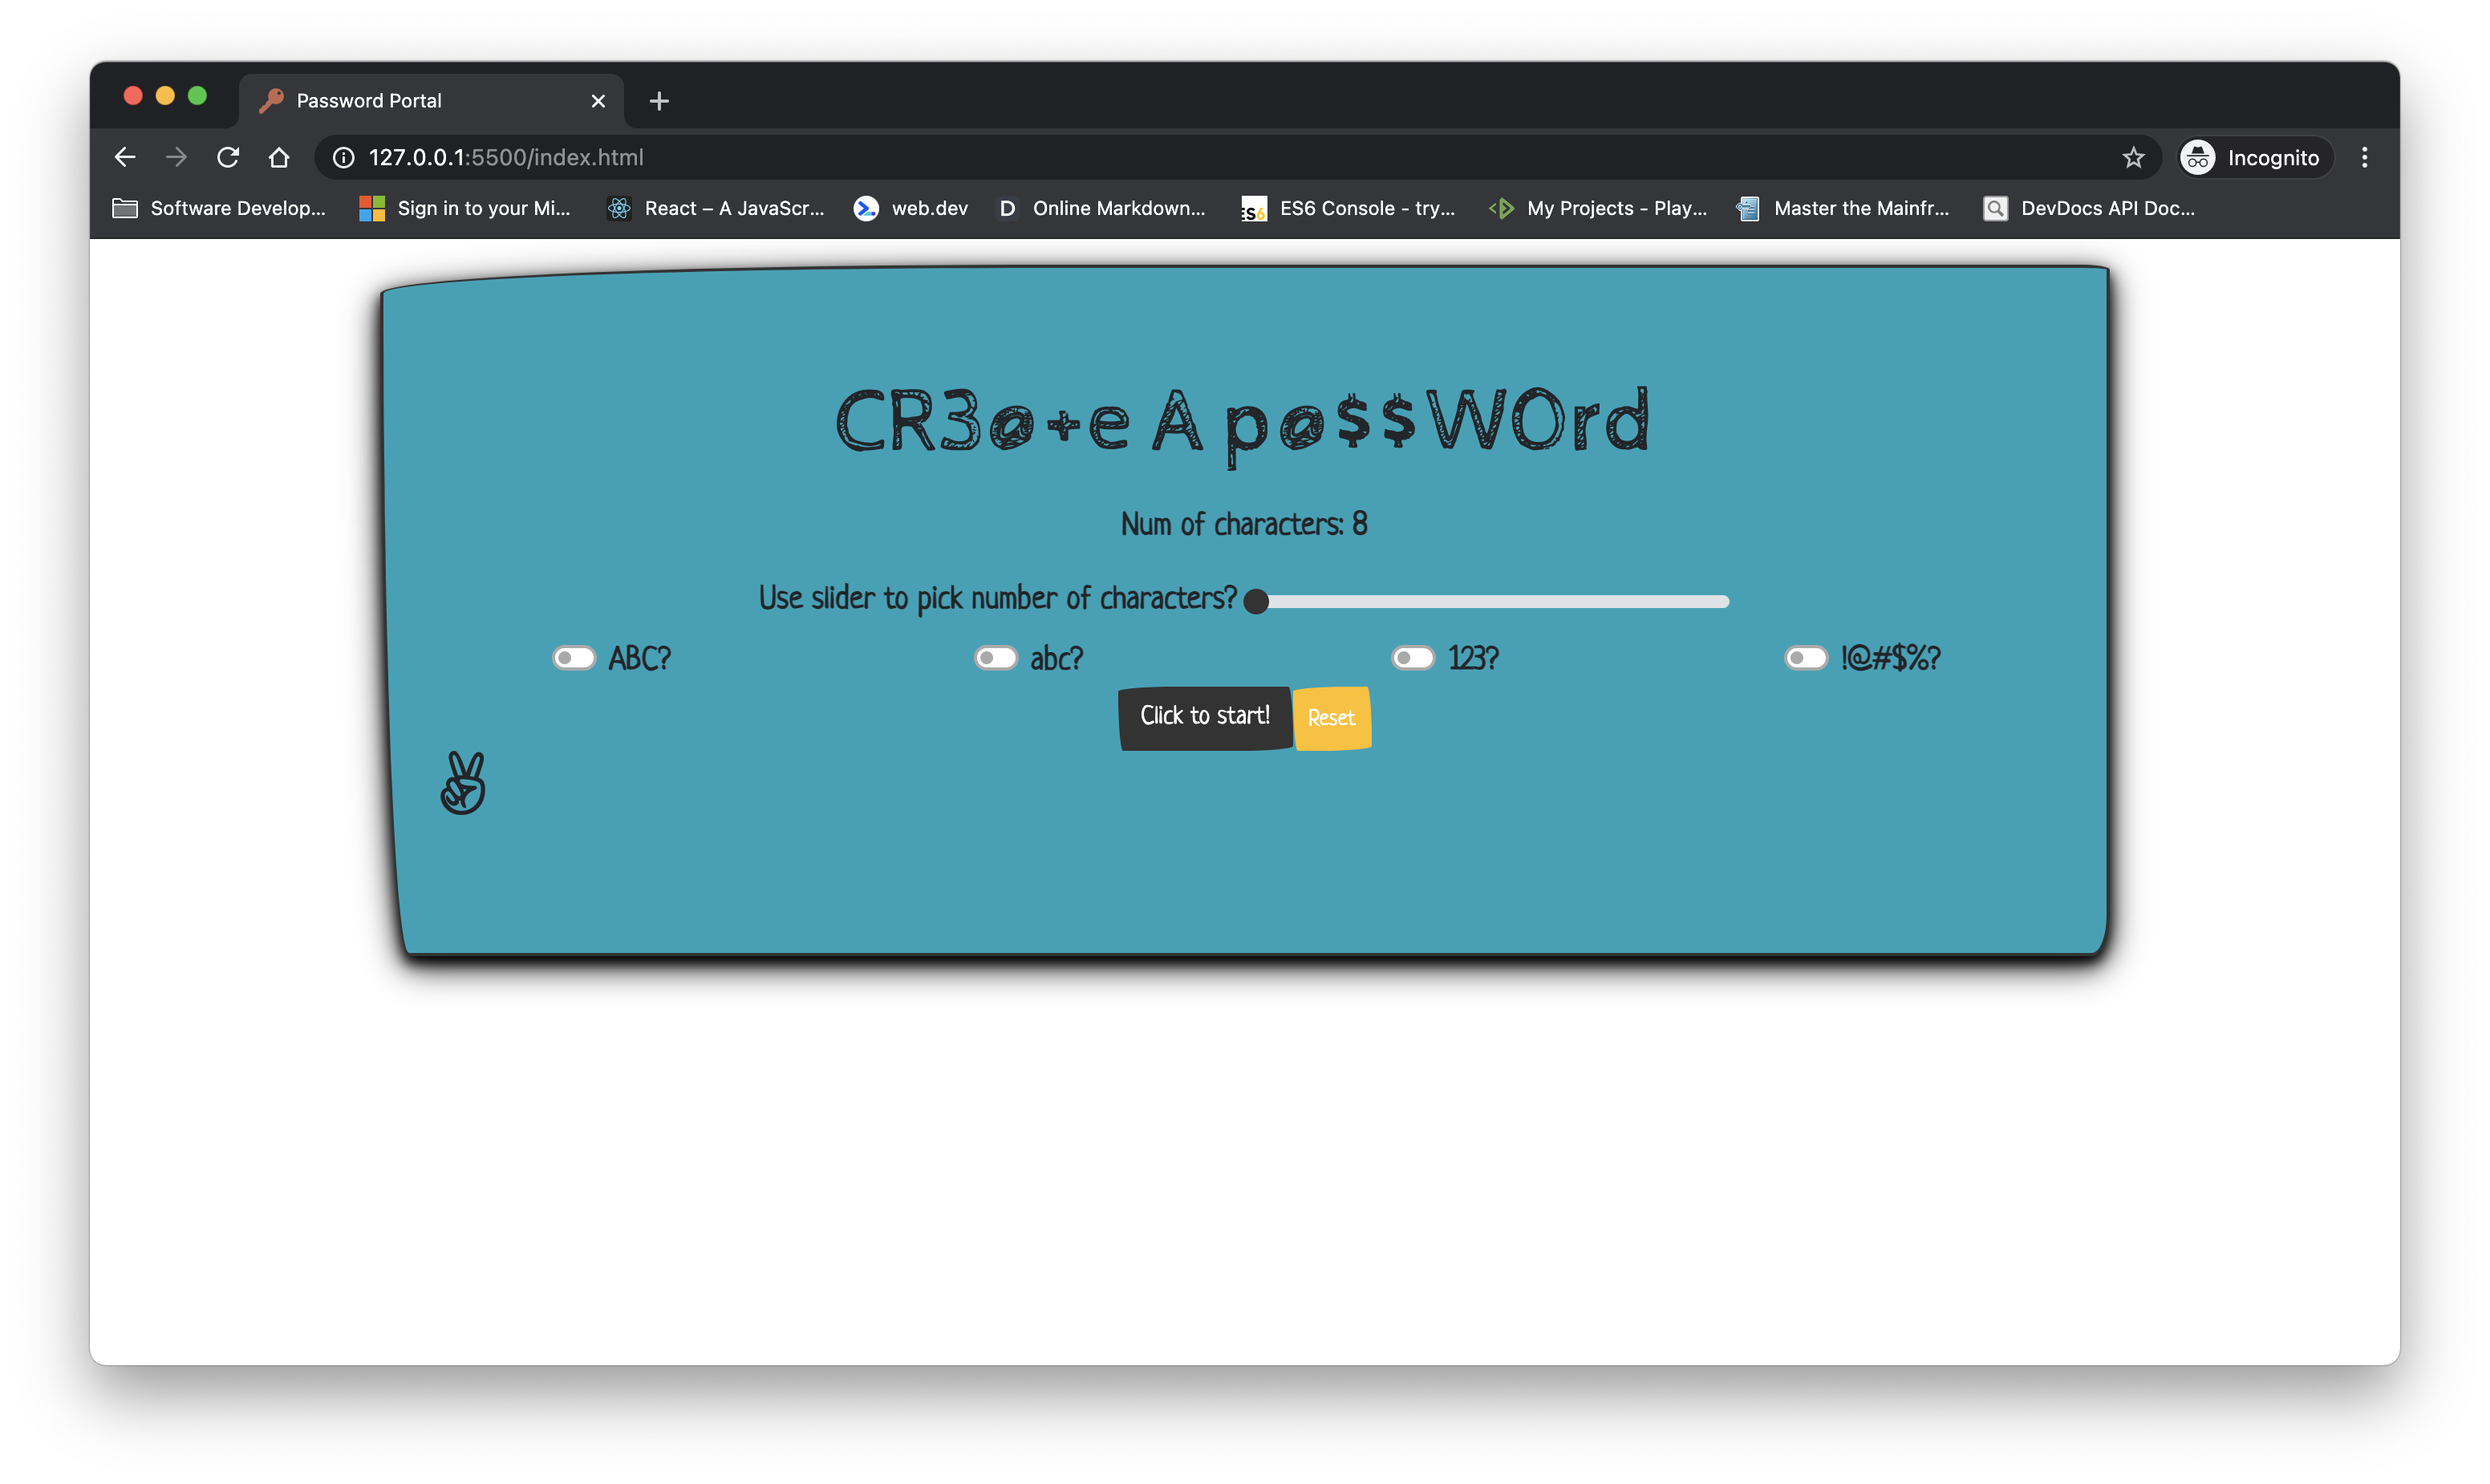 Password Portal
127.0.0.1:5500/index.html
Incognito
Software Develop...
Sign in to your Mi...
React – A JavaScr...
web.dev
D Online Markdown...
ES6 ES6 Console - try...
My Projects - Play...
Master the Mainfr...
DevDocs API Doc...
CR3@+e A p@$$WOrd
Num of characters: 8
Use slider to pick number of characters?
ABC? abc? 123? !@#$%?
Click to start! Reset